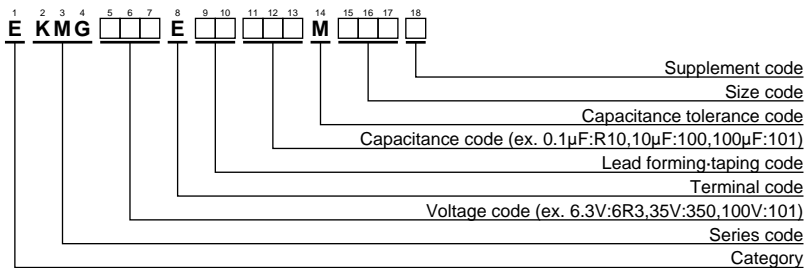 1 2 3 4 5 6 7 8 9 10 11 12 13 14 15 16 17 18
E KMG E M
Supplement code
Size code
Capacitance tolerance code
Capacitance code (ex. 0.1μF:R10,10μF:100,100μF:101)
Lead forming·taping code
Terminal code
Voltage code (ex. 6.3V:6R3,35V:350,100V:101)
Series code
Category